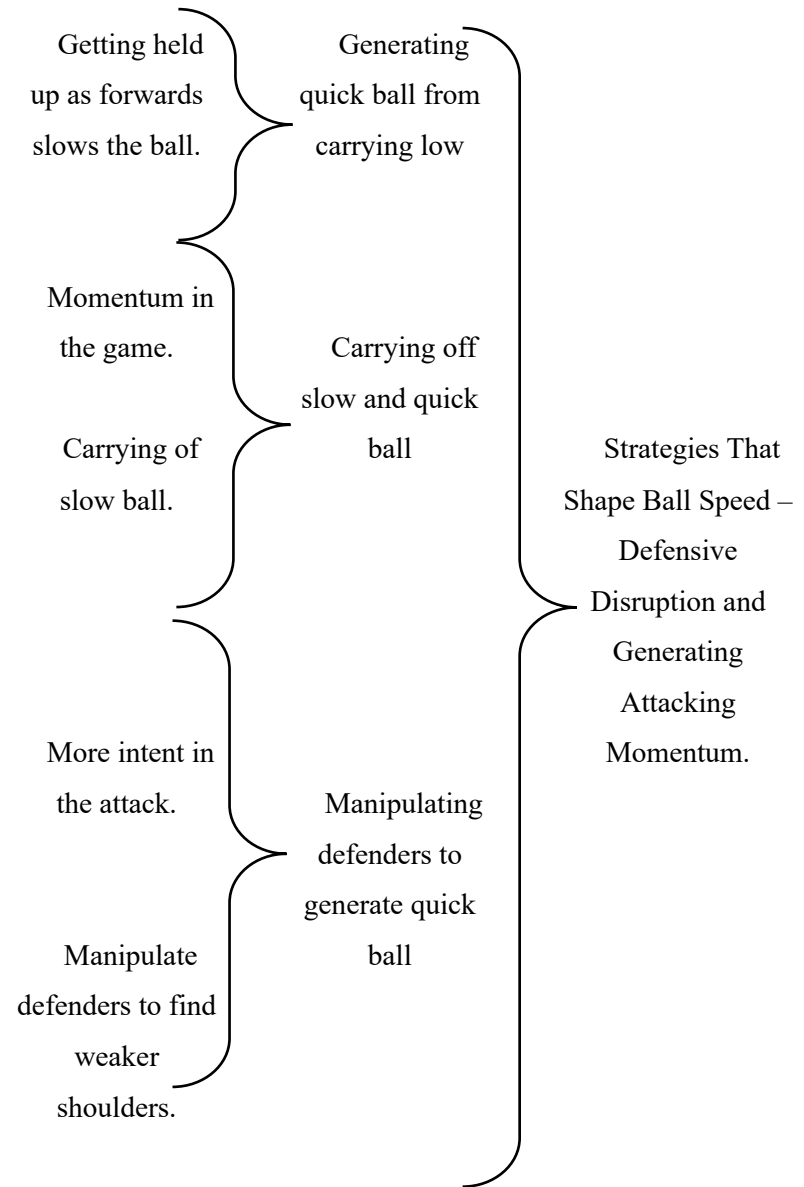 Getting held
up as forwards
slows the ball.
Momentum in
the game.
Carrying of
slow ball.
More intent in
the attack.
Manipulate
defenders to find
weaker
shoulders.
Generating
quick ball from
carrying low
Carrying off
slow and quick
ball
Manipulating
defenders to
generate quick
ball
Strategies That
Shape Ball Speed –
Defensive
Disruption and
Generating
Attacking
Momentum.